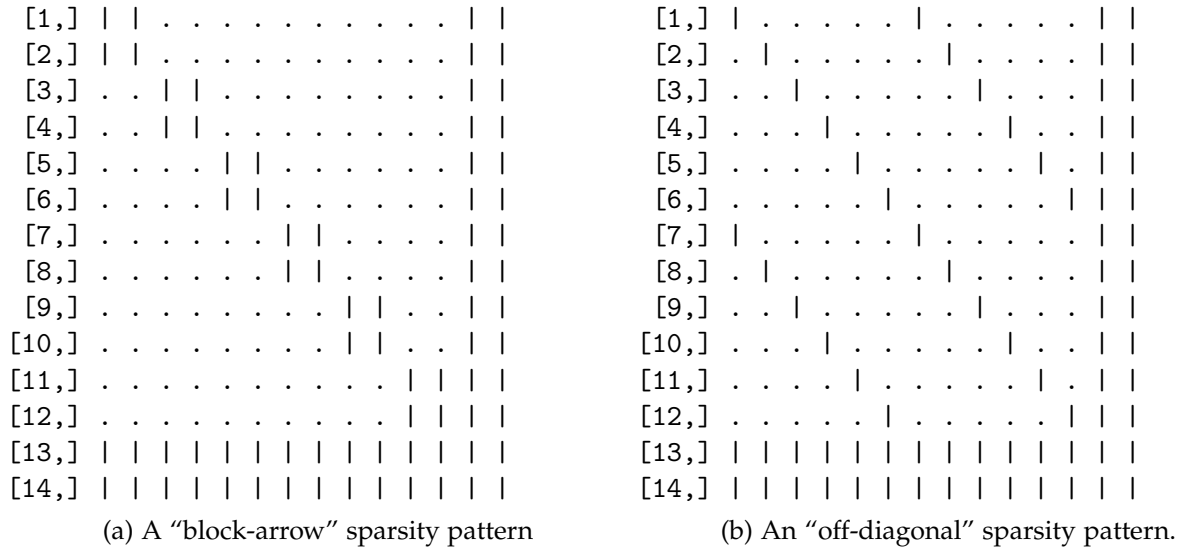 [1,] | | . . . . . . . . . . | |
[2,] | | . . . . . . . . . . | |
[3,] . . | | . . . . . . . . | |
[4,] . . | | . . . . . . . . | |
[5,] . . . . | | . . . . . . | |
[6,] . . . . | | . . . . . . | |
[7,] . . . . . . | | . . . . | |
[8,] . . . . . . | | . . . . | |
[9,] . . . . . . . . | | . . | |
[10,] . . . . . . . . | | . . | |
[11,] . . . . . . . . . . | | | |
[12,] . . . . . . . . . . | | | |
[13,] | | | | | | | | | | | | | |
[14,] | | | | | | | | | | | | | |
(a) A “block-arrow” sparsity pattern
[1,] | . . . . . | . . . . . | |
[2,] . | . . . . . | . . . . | |
[3,] . . | . . . . . | . . . | |
[4,] . . . | . . . . . | . . | |
[5,] . . . . | . . . . . | . | |
[6,] . . . . . | . . . . . | | |
[7,] | . . . . . | . . . . . | |
[8,] . | . . . . . | . . . . | |
[9,] . . | . . . . . | . . . | |
[10,] . . . | . . . . . | . . | |
[11,] . . . . | . . . . . | . | |
[12,] . . . . . | . . . . . | | |
[13,] | | | | | | | | | | | | | |
[14,] | | | | | | | | | | | | | |
(b) An “off-diagonal” sparsity pattern.